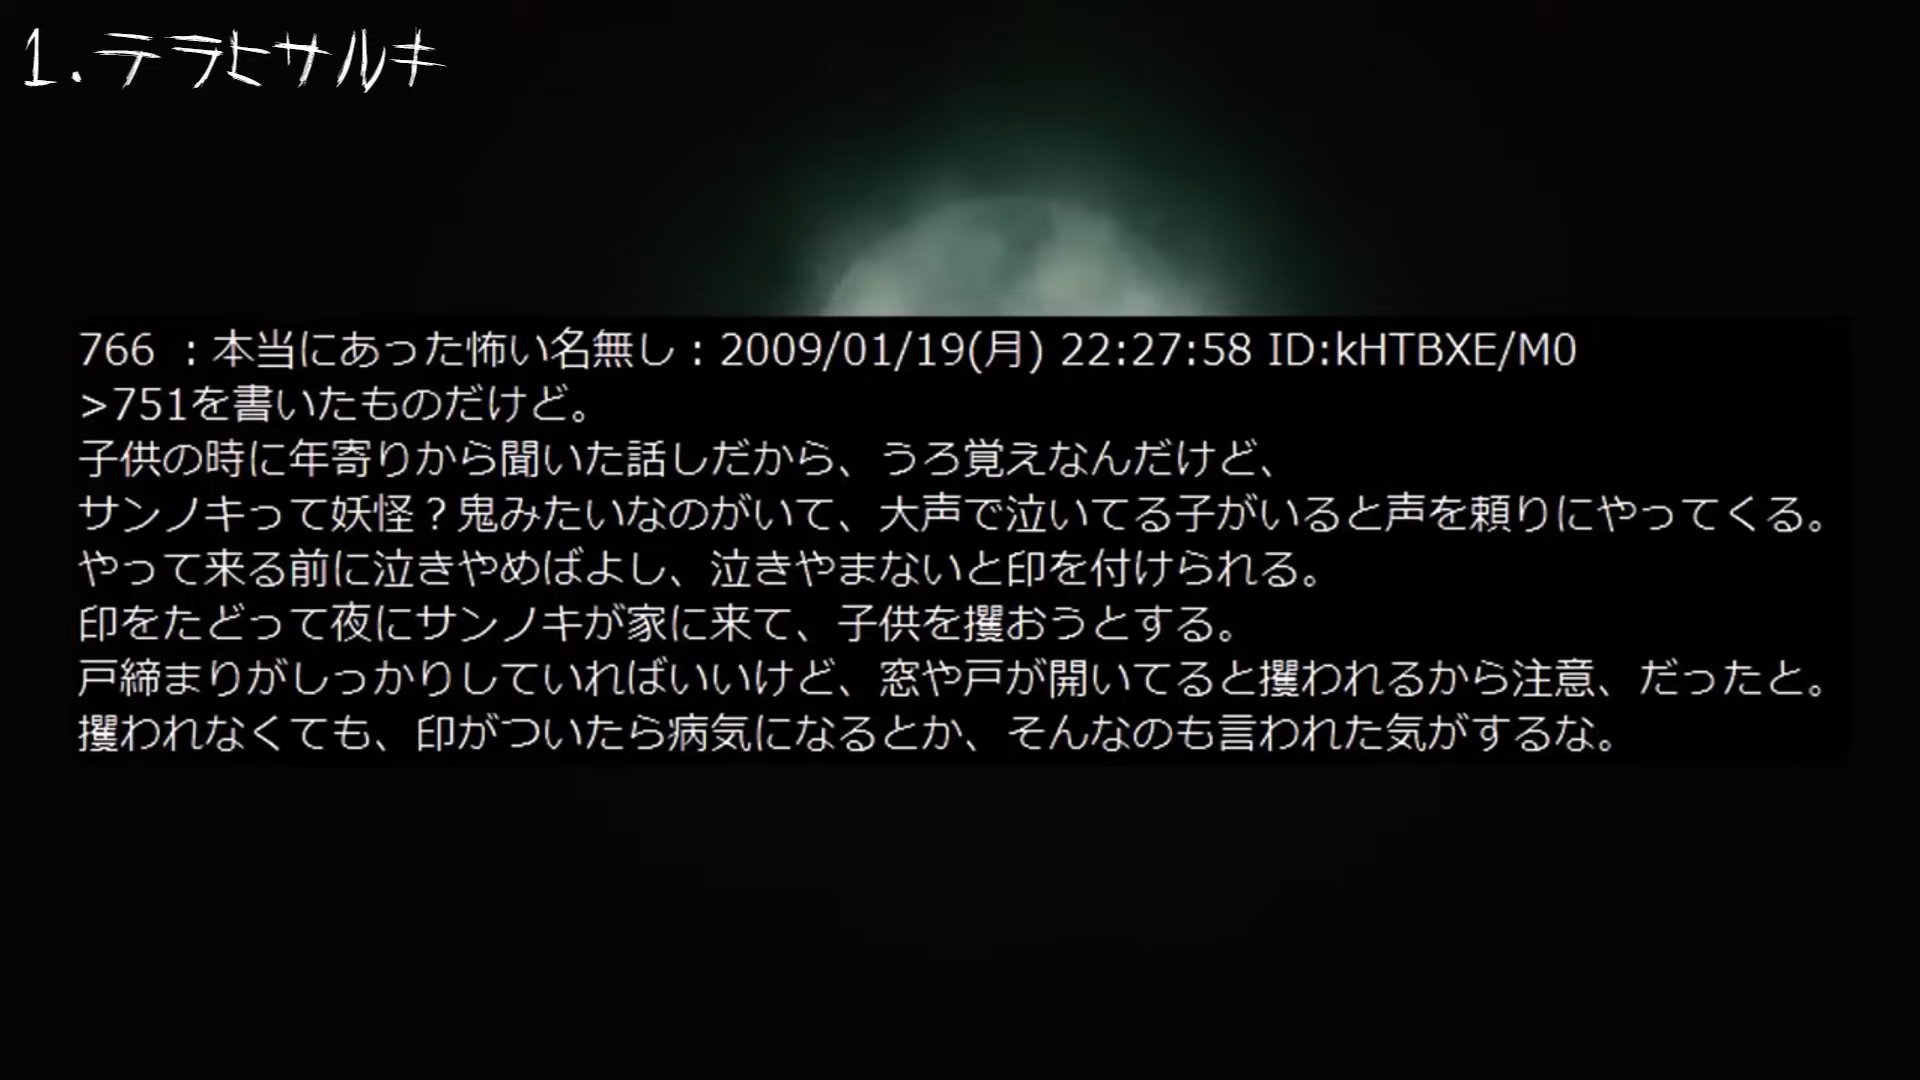 1.テラヒサルキ
766 ：本当にあった怖い名無し：2009/01/19(月) 22:27:58 ID:kHTBXE/M0
>751を書いたものだけど。
子供の時に年寄りから聞いた話しだから、うろ覚えなんだけど、
サンノキって妖怪？鬼みたいなのがいて、大声で泣いてる子がいると声を頼りにやってくる。
やって来る前に泣きやめばよし、泣きやまないと印を付けられる。
印をたどって夜にサンノキが家に来て、子供を攫おうとする。
戸締まりがしっかりしていればいいけど、窓や戸が開いてると攫われるから注意、だったと。
攫われなくても、印がついたら病気になるとか、そんなのも言われた気がするな。